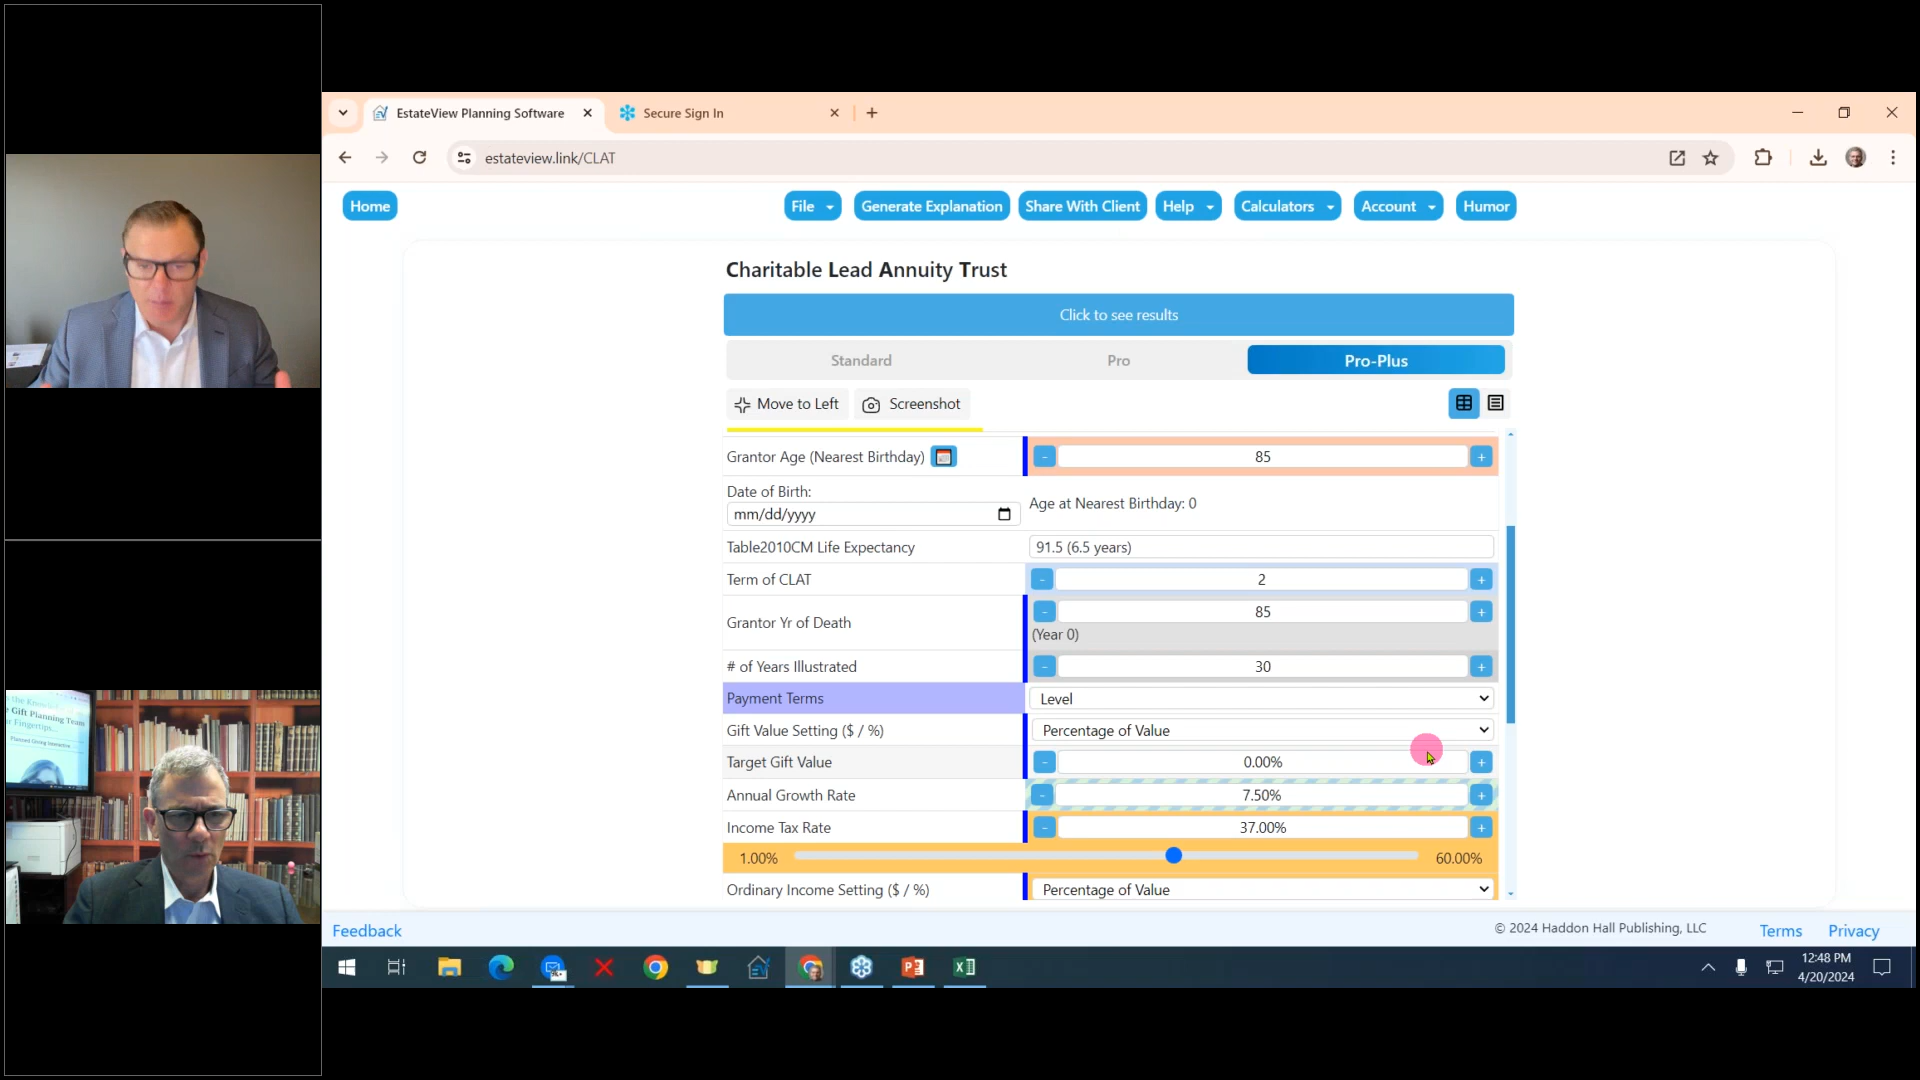 EstateView Planning Software
Secure Sign In
estateview.link/CLAT
Home
File
Generate Explanation
Share With Client
Help
Calculators
Account
Humor
Charitable Lead Annuity Trust
Click to see results
Standard
Pro
Pro-Plus
Move to Left
Screenshot
Grantor Age (Nearest Birthday)
- 85 +
Date of Birth:
mm/dd/yyyy
Age at Nearest Birthday: 0
Table2010CM Life Expectancy
91.5 (6.5 years)
Term of CLAT
- 2 +
Grantor Yr of Death
- 85 +
(Year 0)
# of Years Illustrated
- 30 +
Payment Terms
Level
Gift Value Setting ($ / %)
Percentage of Value
Target Gift Value
- 0.00% +
Annual Growth Rate
- 7.50% +
Income Tax Rate
- 37.00% +
1.00%
60.00%
Ordinary Income Setting ($ / %)
Percentage of Value
Feedback
© 2024 Haddon Hall Publishing, LLC
Terms
Privacy
12:48 PM
4/20/2024
Gift Planning Team